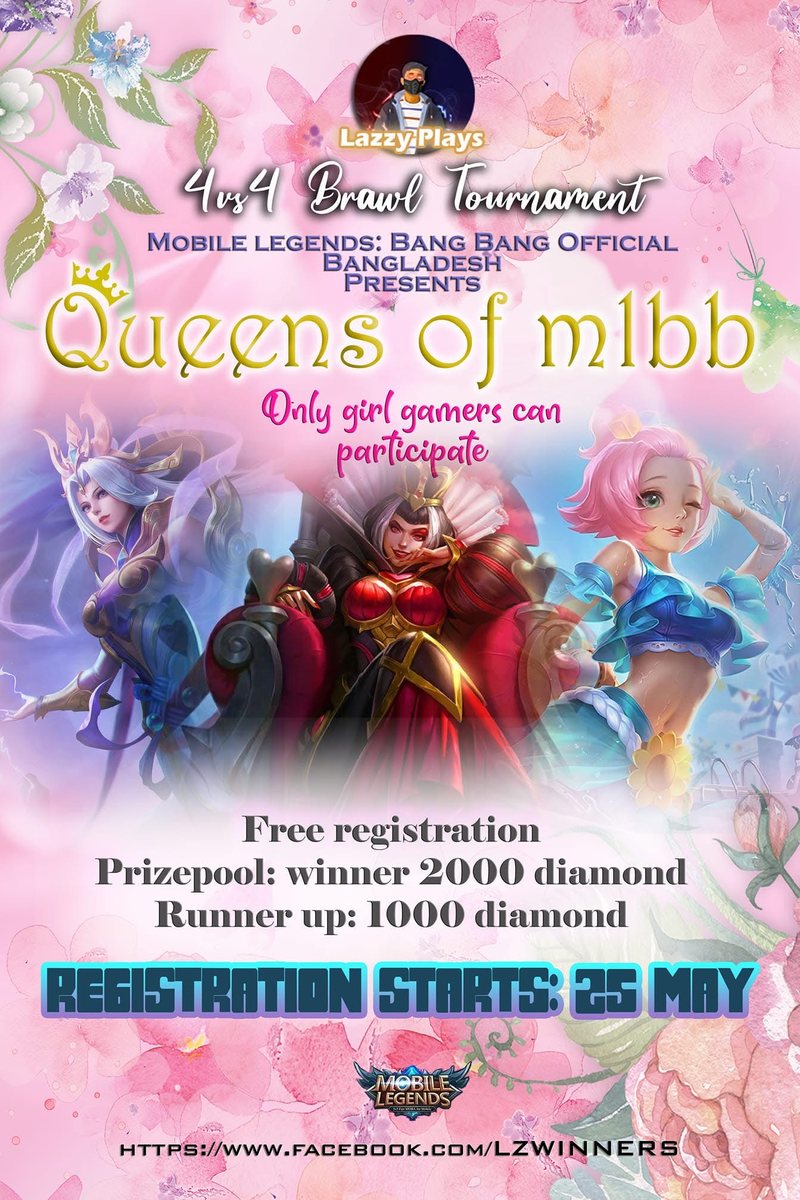 Lazzy Plays
4vs4 Brawl Tournament
Mobile legends: Bang Bang Official
Bangladesh
Presents
Queens of mlbb
Only girl gamers can
participate
Free registration
Prizepool: winner 2000 diamond
Runner up: 1000 diamond
REGISTRATION STARTS: 25 MAY
MOBILE
LEGENDS
https://www.facebook.com/LZWINNERS